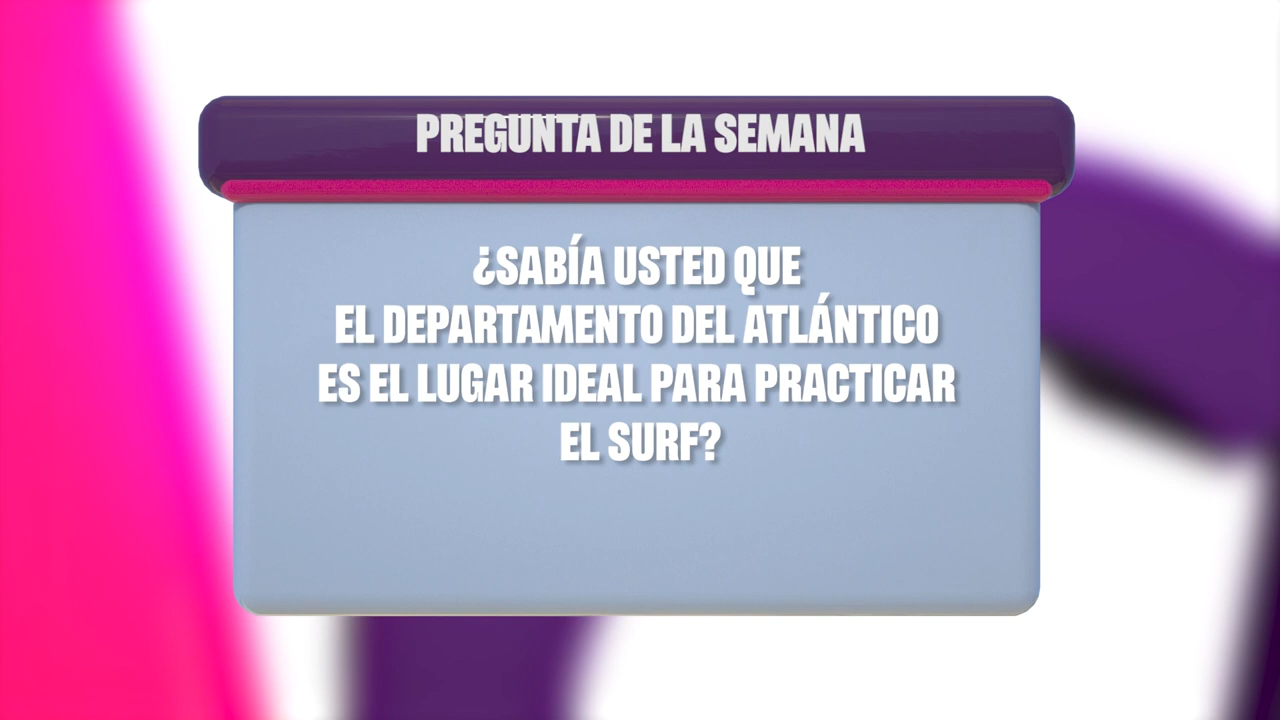 PREGUNTA DE LA SEMANA
¿SABÍA USTED QUE
EL DEPARTAMENTO DEL ATLÁNTICO
ES EL LUGAR IDEAL PARA PRACTICAR
EL SURF?